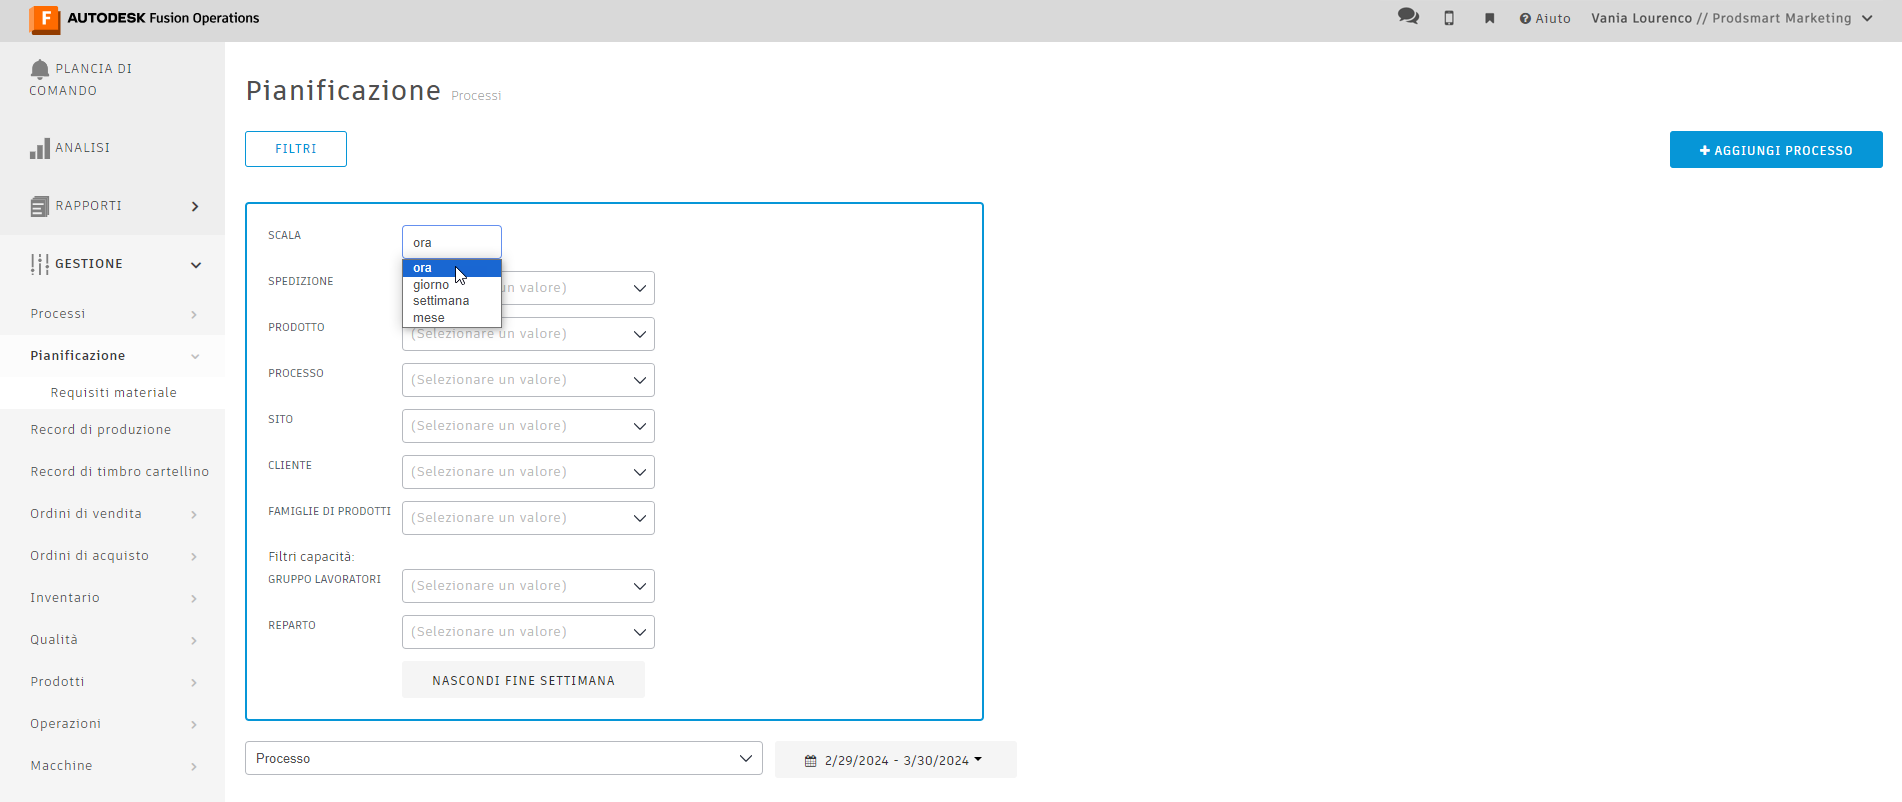 AUTODESK Fusion Operations
Aiuto
Vania Lourenco // Prodsmart Marketing
PLANCIA DI
COMANDO
ANALISI
RAPPORTI
GESTIONE
Processi
Pianificazione
Requisiti materiale
Record di produzione
Record di timbro cartellino
Ordini di vendita
Ordini di acquisto
Inventario
Qualità
Prodotti
Operazioni
Macchine
Pianificazione Processi
FILTRI
+ AGGIUNGI PROCESSO
SCALA
ora
ora
giorno
settimana
mese
SPEDIZIONE
un valore)
PRODOTTO
(Selezionare un valore)
PROCESSO
(Selezionare un valore)
SITO
(Selezionare un valore)
CLIENTE
(Selezionare un valore)
FAMIGLIE DI PRODOTTI
(Selezionare un valore)
Filtri capacità:
GRUPPO LAVORATORI
(Selezionare un valore)
REPARTO
(Selezionare un valore)
NASCONDI FINE SETTIMANA
Processo
2/29/2024 - 3/30/2024